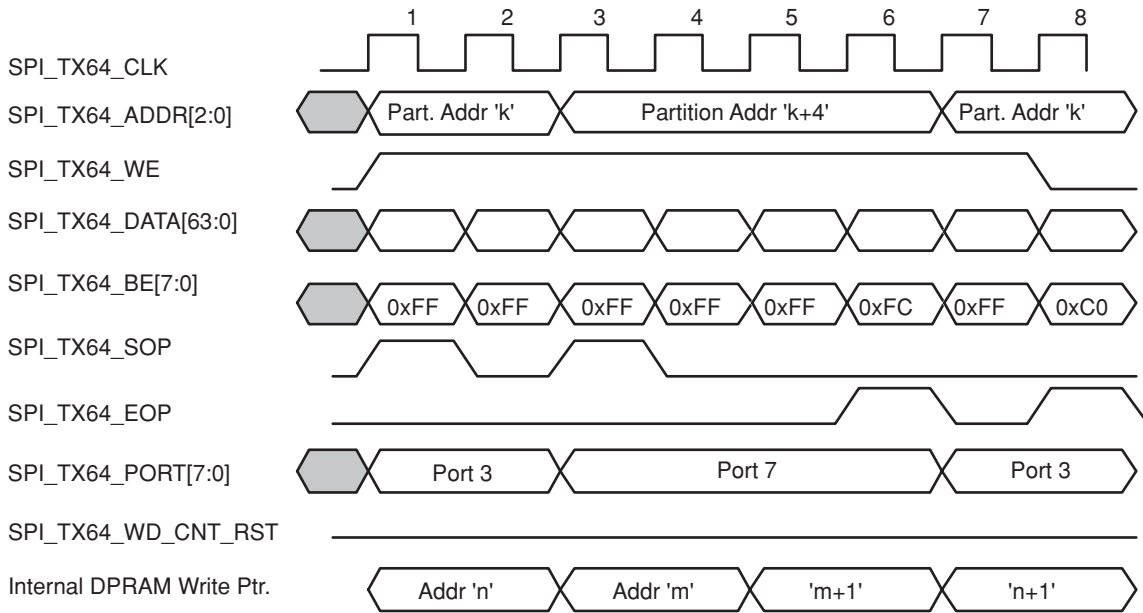 1 2 3 4 5 6 7 8
SPI_TX64_CLK
SPI_TX64_ADDR[2:0] Part. Addr 'k' Partition Addr 'k+4' Part. Addr 'k'
SPI_TX64_WE
SPI_TX64_DATA[63:0]
SPI_TX64_BE[7:0] 0xFF 0xFF 0xFF 0xFF 0xFF 0xFC 0xFF 0xC0
SPI_TX64_SOP
SPI_TX64_EOP
SPI_TX64_PORT[7:0] Port 3 Port 7 Port 3
SPI_TX64_WD_CNT_RST
Internal DPRAM Write Ptr. Addr 'n' Addr 'm' 'm+1' 'n+1'